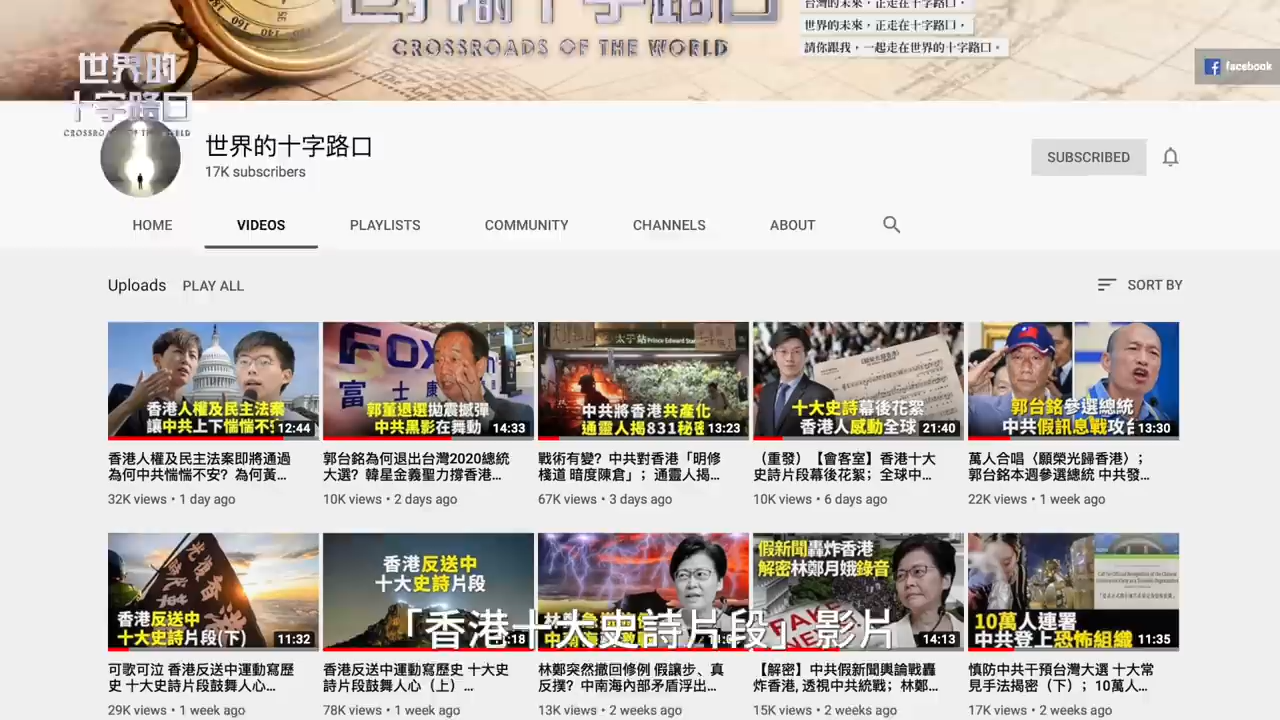 台灣的未來，正走在十字路口，
世界的未來，正走在十字路口，
請你跟我，一起走在世界的十字路口。
CROSSROADS OF THE WORLD
facebook
世界的
十字路口
CROSSROADS OF THE WORLD
世界的十字路口
17K subscribers
SUBSCRIBED
HOME VIDEOS PLAYLISTS COMMUNITY CHANNELS ABOUT
Uploads PLAY ALL SORT BY
香港人權及民主法案
讓中共上下惴惴不
12:44
郭董退選拋震撼彈
中共黑影在舞動
14:33
太子站 Prince Edward
中共將香港共產化
通靈人揭831秘密
13:23
十大史詩幕後花絮
香港人感動全球
21:40
郭台銘參選總統
中共假訊息戰攻台
13:30
香港人權及民主法案即將通過
為何中共惴惴不安？為何黃...
32K views • 1 day ago
郭台銘為何退出台灣2020總統
大選？韓星金義聖力撐香港...
10K views • 2 days ago
戰術有變？中共對香港「明修
棧道 暗度陳倉」；通靈人揭...
67K views • 3 days ago
（重發）【會客室】香港十大
史詩片段幕後花絮；全球中...
10K views • 6 days ago
萬人合唱〈願榮光歸香港〉；
郭台銘本週參選總統 中共發...
22K views • 1 week ago
香港反送中
十大史詩片段(下)
11:32
香港反送中
十大史詩片段
假新聞轟炸香港
解密林鄭月娥錄音
14:13
10萬人連署
中共登上恐怖組織
11:35
「香港十大史詩片段」影片
可歌可泣 香港反送中運動寫歷
史 十大史詩片段鼓舞人心...
29K views • 1 week ago
香港反送中運動寫歷史 十大史
詩片段鼓舞人心（上）...
78K views • 1 week ago
林鄭突然撤回修例 假讓步、真
反撲？中南海內部矛盾浮出...
13K views • 2 weeks ago
【解密】中共假新聞輿論戰轟
炸香港, 透視中共統戰；林鄭...
15K views • 2 weeks ago
慎防中共干預台灣大選 十大常
見手法揭密（下）；10萬人...
17K views • 2 weeks ago